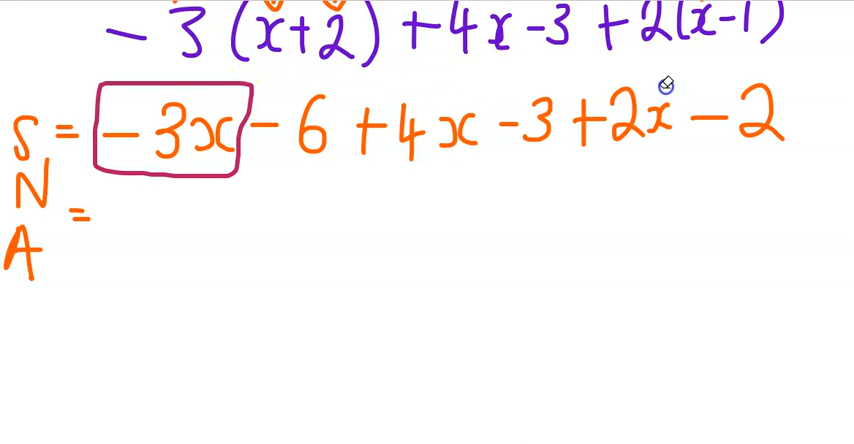 - 3 (x+2) + 4x - 3 + 2(x-1)
S = - 3x - 6 + 4x - 3 + 2x - 2
N
=
A